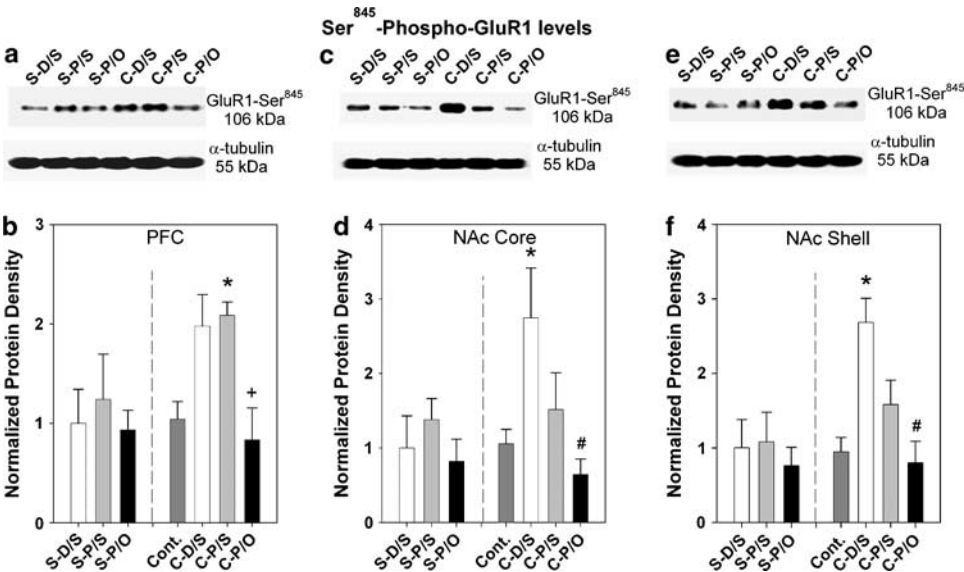 Ser845-Phospho-GluR1 levels
a
S-D/S S-P/S S-P/O C-D/S C-P/S C-P/O
GluR1-Ser845
106 kDa
α-tubulin
55 kDa
c
S-D/S S-P/S S-P/O C-D/S C-P/S C-P/O
GluR1-Ser845
106 kDa
α-tubulin
55 kDa
e
S-D/S S-P/S S-P/O C-D/S C-P/S C-P/O
GluR1-Ser845
106 kDa
α-tubulin
55 kDa
b
PFC
Normalized Protein Density
3
2
1
0
*
+
S-D/S S-P/S S-P/O Cont. C-D/S C-P/S C-P/O
d
NAc Core
Normalized Protein Density
4
3
2
1
0
*
#
S-D/S S-P/S S-P/O Cont. C-D/S C-P/S C-P/O
f
NAc Shell
Normalized Protein Density
4
3
2
1
0
*
#
S-D/S S-P/S S-P/O Cont. C-D/S C-P/S C-P/O